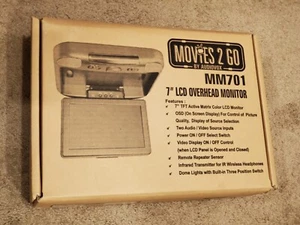 MOVIES 2 GO
BY AUDIOVOX
MM701
7" LCD OVERHEAD MONITOR
Features :
7" TFT Active Matrix Color LCD Monitor
OSD (On Screen Display) For Control of Picture
Quality, Display of Source Selection
Two Audio / Video Source Inputs
Power ON / OFF Select Switch
Video Display ON / OFF Control
(when LCD Panel is Opened and Closed)
Remote Repeater Sensor
Infrared Transmitter for IR Wireless Headphones
Dome Lights with Built-in Three Position Switch